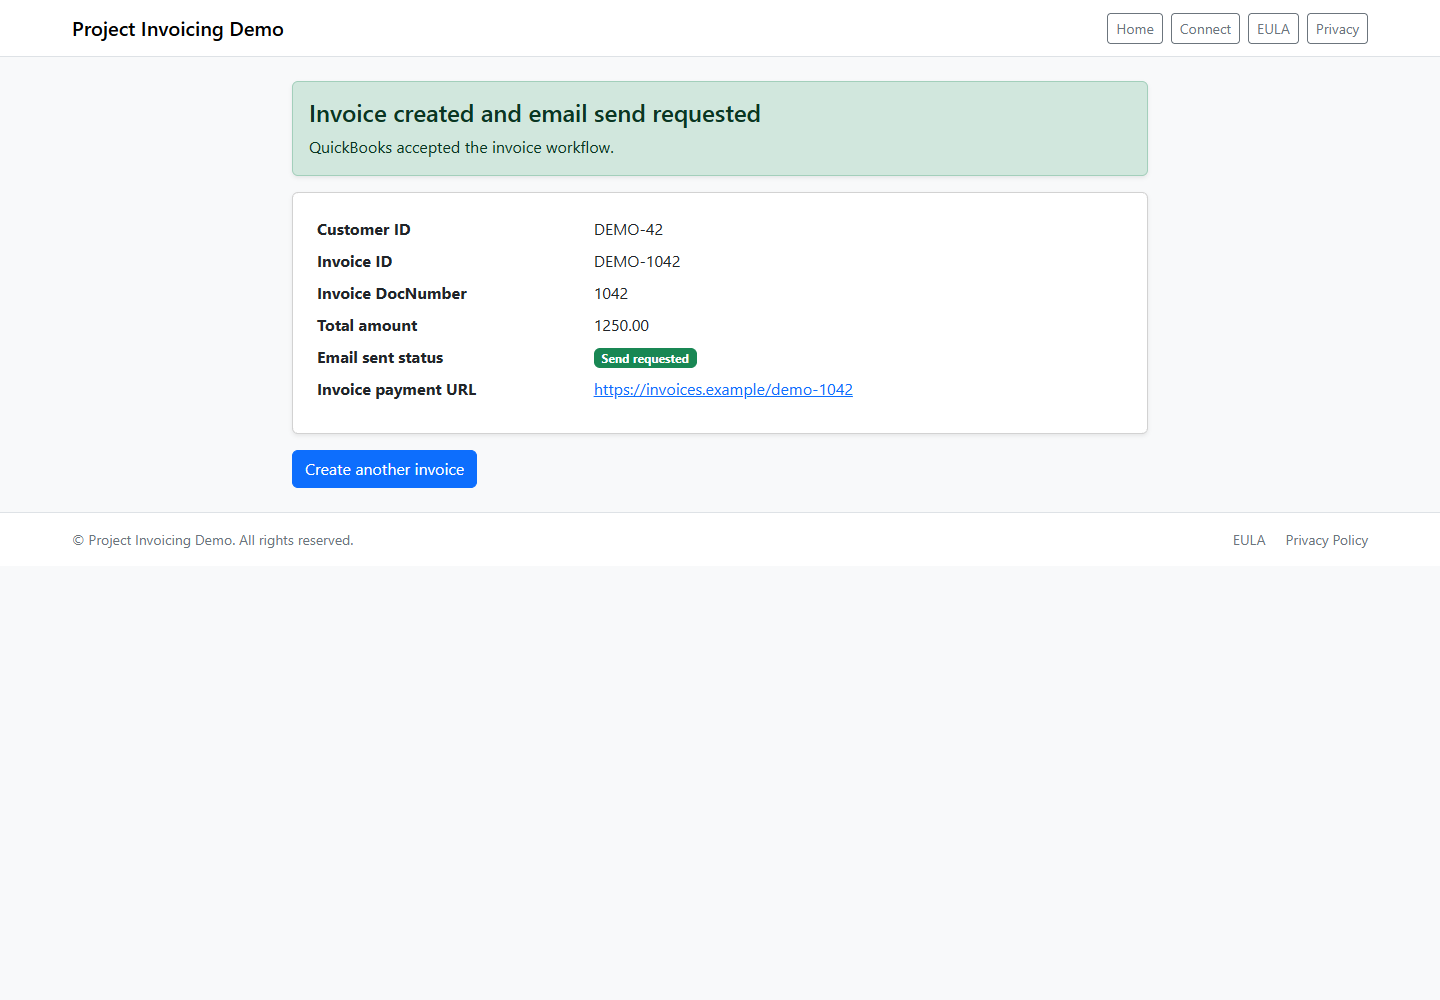 Project Invoicing Demo
Home Connect EULA Privacy
Invoice created and email send requested
QuickBooks accepted the invoice workflow.
Customer ID DEMO-42
Invoice ID DEMO-1042
Invoice DocNumber 1042
Total amount 1250.00
Email sent status Send requested
Invoice payment URL https://invoices.example/demo-1042
Create another invoice
© Project Invoicing Demo. All rights reserved. EULA Privacy Policy